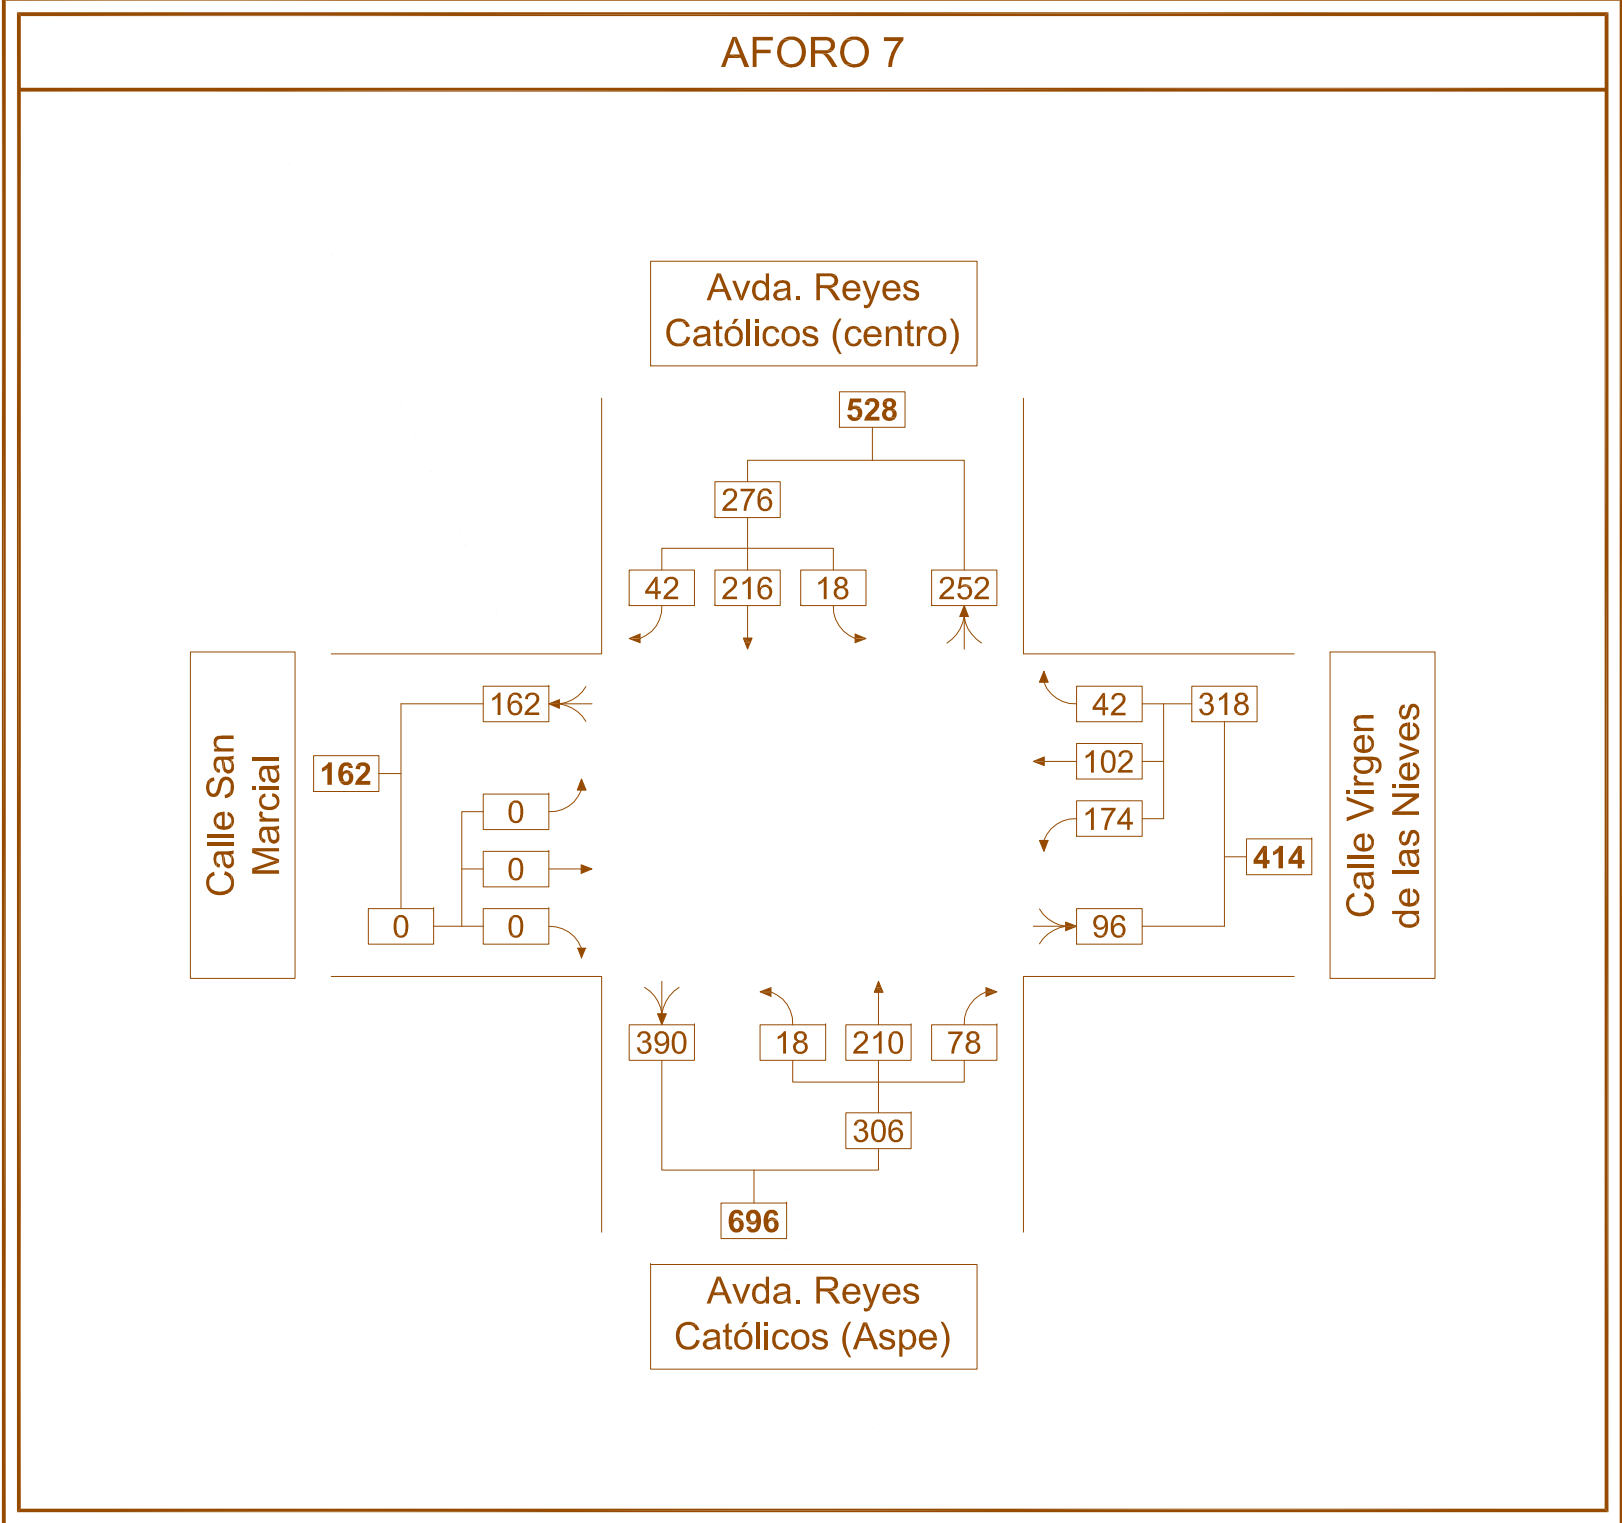 AFORO 7
Avda. Reyes
Católicos (centro)
528
276
42 216 18 252
162
162
0
0
0 0
Calle San
Marcial
42 318
102
174
414
96
Calle Virgen
de las Nieves
390 18 210 78
306
696
Avda. Reyes
Católicos (Aspe)